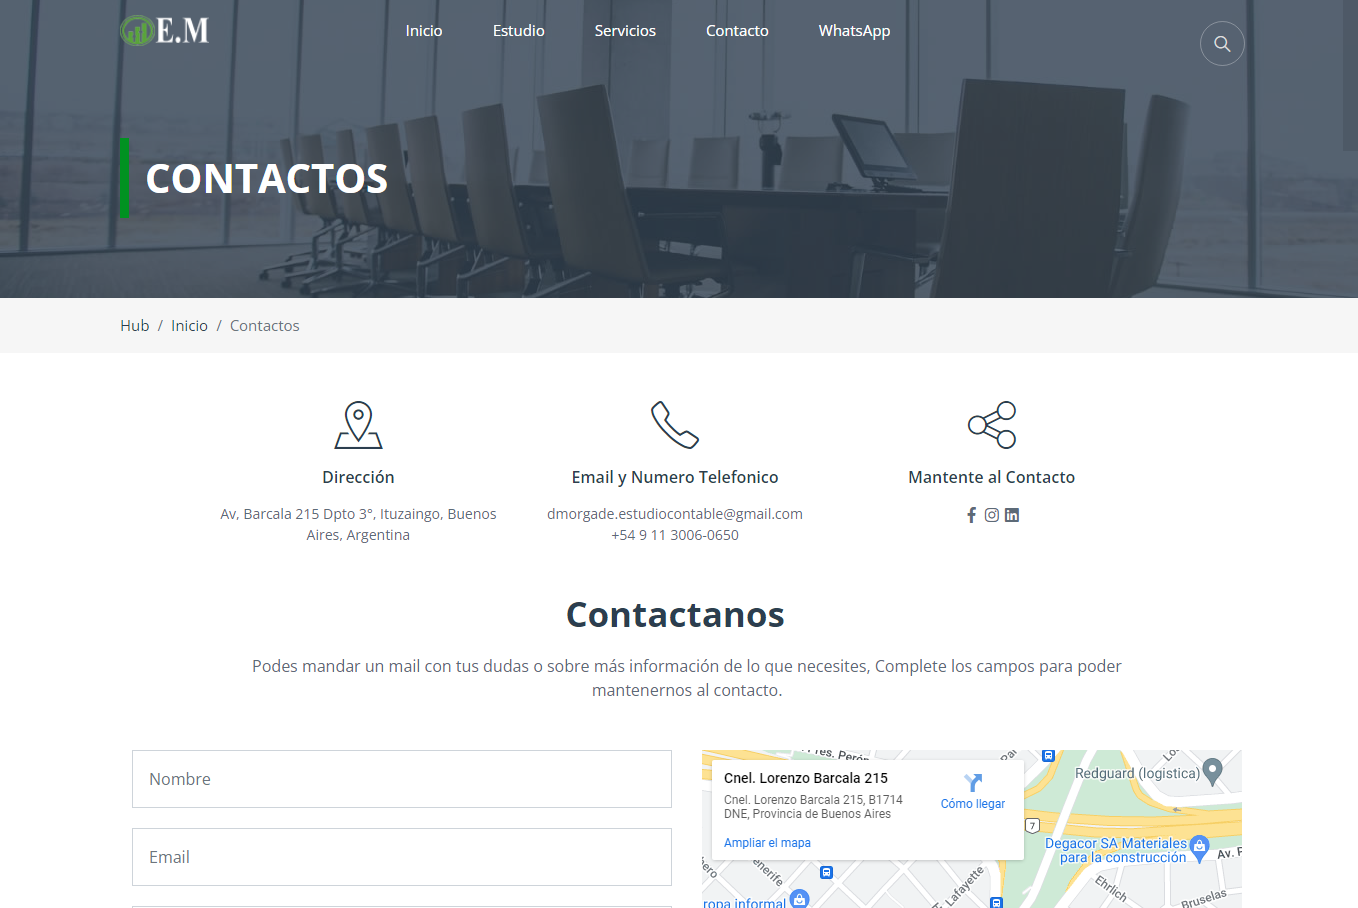 E.M
Inicio
Estudio
Servicios
Contacto
WhatsApp
CONTACTOS
Hub / Inicio / Contactos
Dirección
Av, Barcala 215 Dpto 3°, Ituzaingo, Buenos
Aires, Argentina
Email y Numero Telefonico
dmorgade.estudiocontable@gmail.com
+54 9 11 3006-0650
Mantente al Contacto
Contactanos
Podes mandar un mail con tus dudas o sobre más información de lo que necesites, Complete los campos para poder
mantenernos al contacto.
Nombre
Email
Cnel. Lorenzo Barcala 215
Cnel. Lorenzo Barcala 215, B1714
DNE, Provincia de Buenos Aires
Ampliar el mapa
Cómo llegar
Pres. Perón
Redguard (logistica)
7
Degacor SA Materiales
para la construcción
Av.
Lafayette
Ehrlich
Bruselas
ropa informal